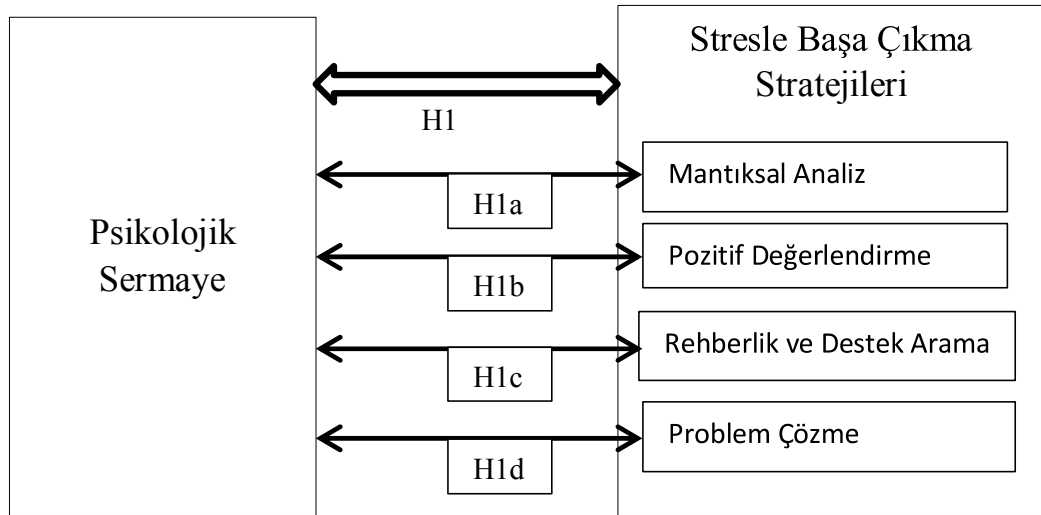 Psikolojik
Sermaye
H1
H1a
H1b
H1c
H1d
Stresle Başa Çıkma
Stratejileri
Mantıksal Analiz
Pozitif Değerlendirme
Rehberlik ve Destek Arama
Problem Çözme